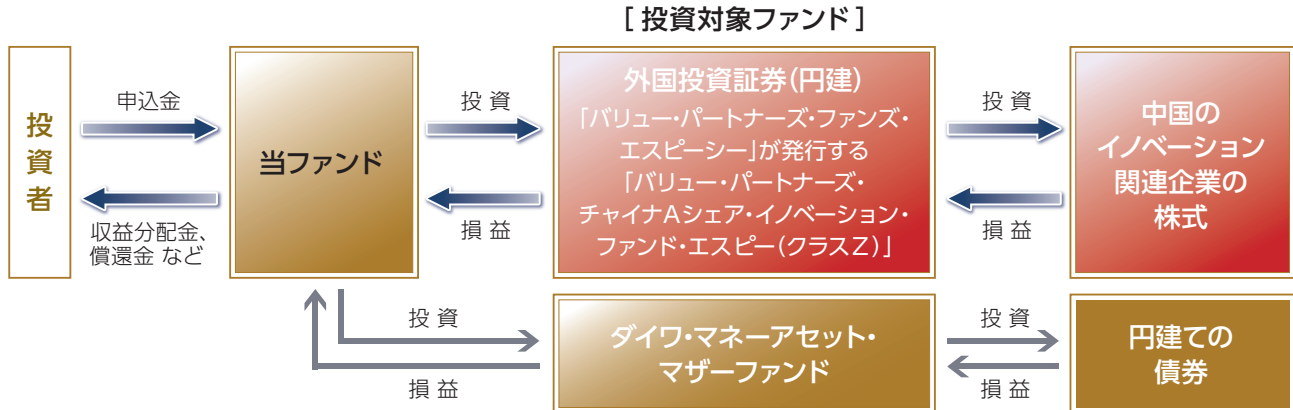 [ 投資対象ファンド ]
投資者
申込金
収益分配金、
償還金 など
当ファンド
投 資
損 益
外国投資証券(円建)
「バリュー・パートナーズ・ファンズ・
エスピーシー」が発行する
「バリュー・パートナーズ・
チャイナAシェア・イノベーション・
ファンド・エスピー(クラスZ)」
投 資
損 益
中国の
イノベーション
関連企業の
株式
投 資
損 益
ダイワ・マネーアセット・
マザーファンド
投 資
損 益
円建ての
債券